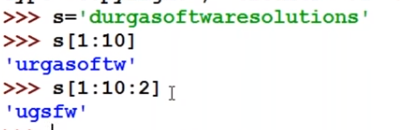 >>> s='durgasoftwaresolutions'
>>> s[1:10]
'urgasoftw'
>>> s[1:10:2]
'ugsfw'